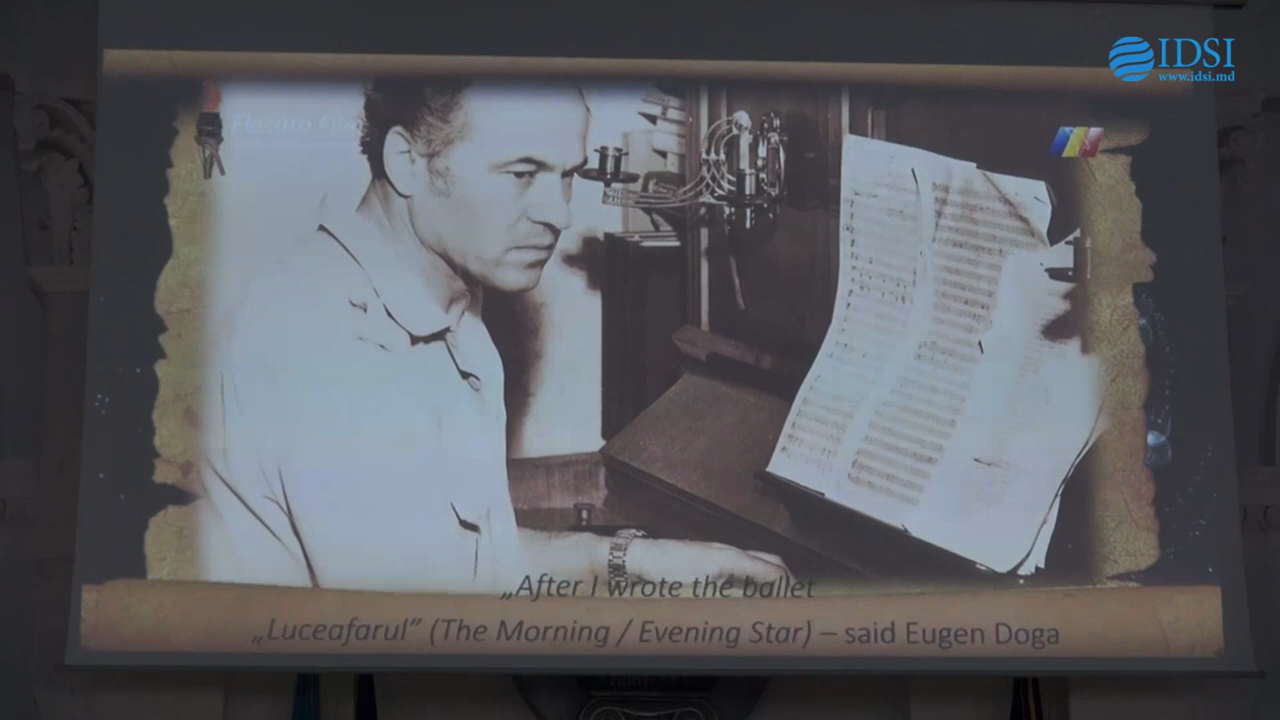 IDSI
www.idsi.md
„After I wrote the ballet
„Luceafarul” (The Morning / Evening Star) – said Eugen Doga